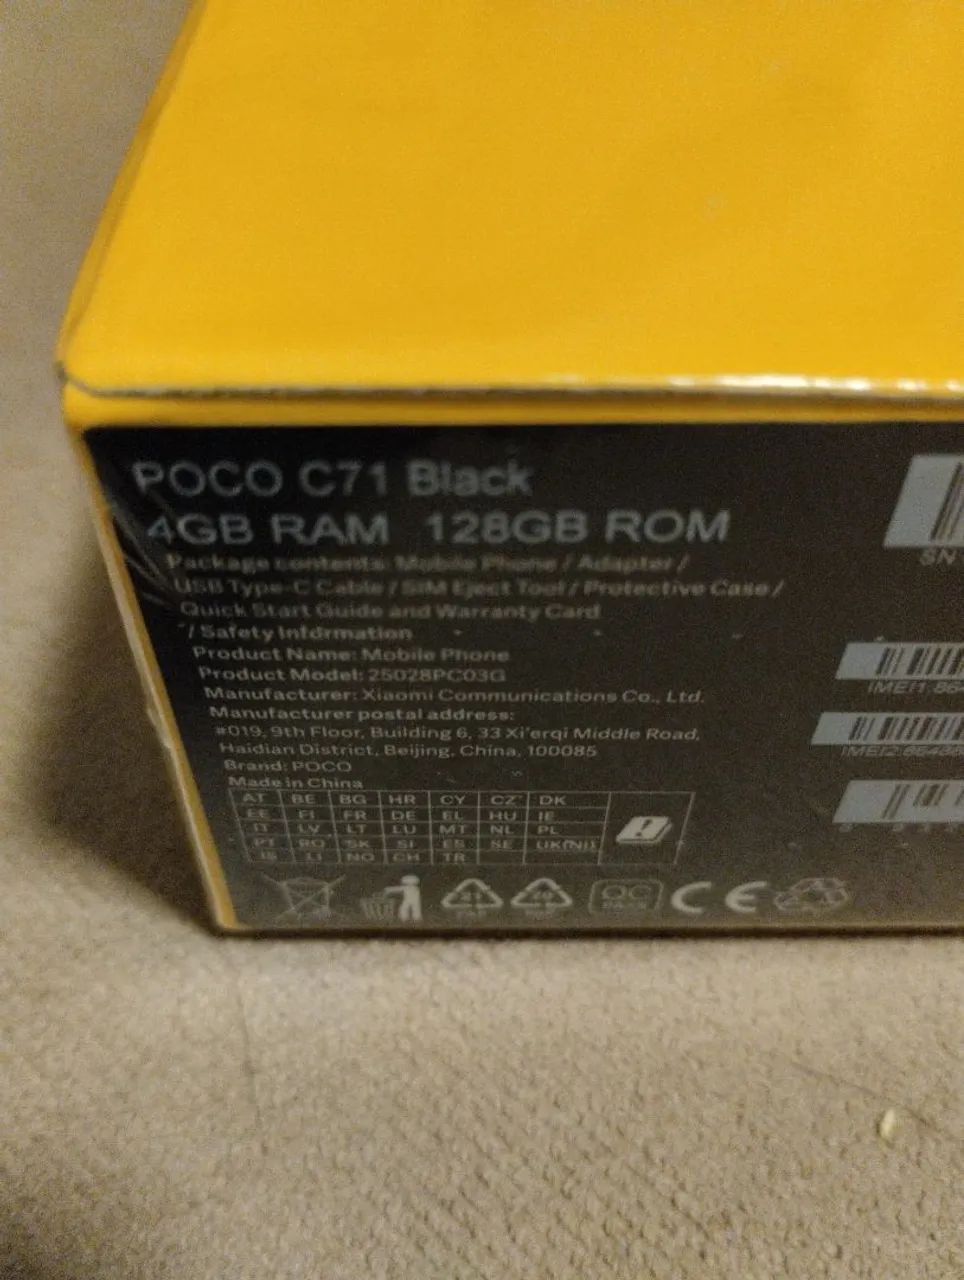 POCO C71 Black
4GB RAM 128GB ROM
Package contents: Mobile Phone / Adapter /
USB Type-C Cable / SIM Eject Tool / Protective Case /
Quick Start Guide and Warranty Card
/ Safety Information
Product Name: Mobile Phone
Product Model: 25028PC03G
Manufacturer: Xiaomi Communications Co., Ltd.
Manufacturer postal address:
#019, 9th Floor, Building 6, 33 Xi'erqi Middle Road,
Haidian District, Beijing, China, 100085
Brand: POCO
Made in China
AT BE BG HR CY CZ DK
EE FI FR DE EL HU IE
IT LV LT LU MT NL PL
PT RO SK SI ES SE UK(NI)
IS LI NO CH TR
QC
CE
SN
IMEI1:
IMEI2: